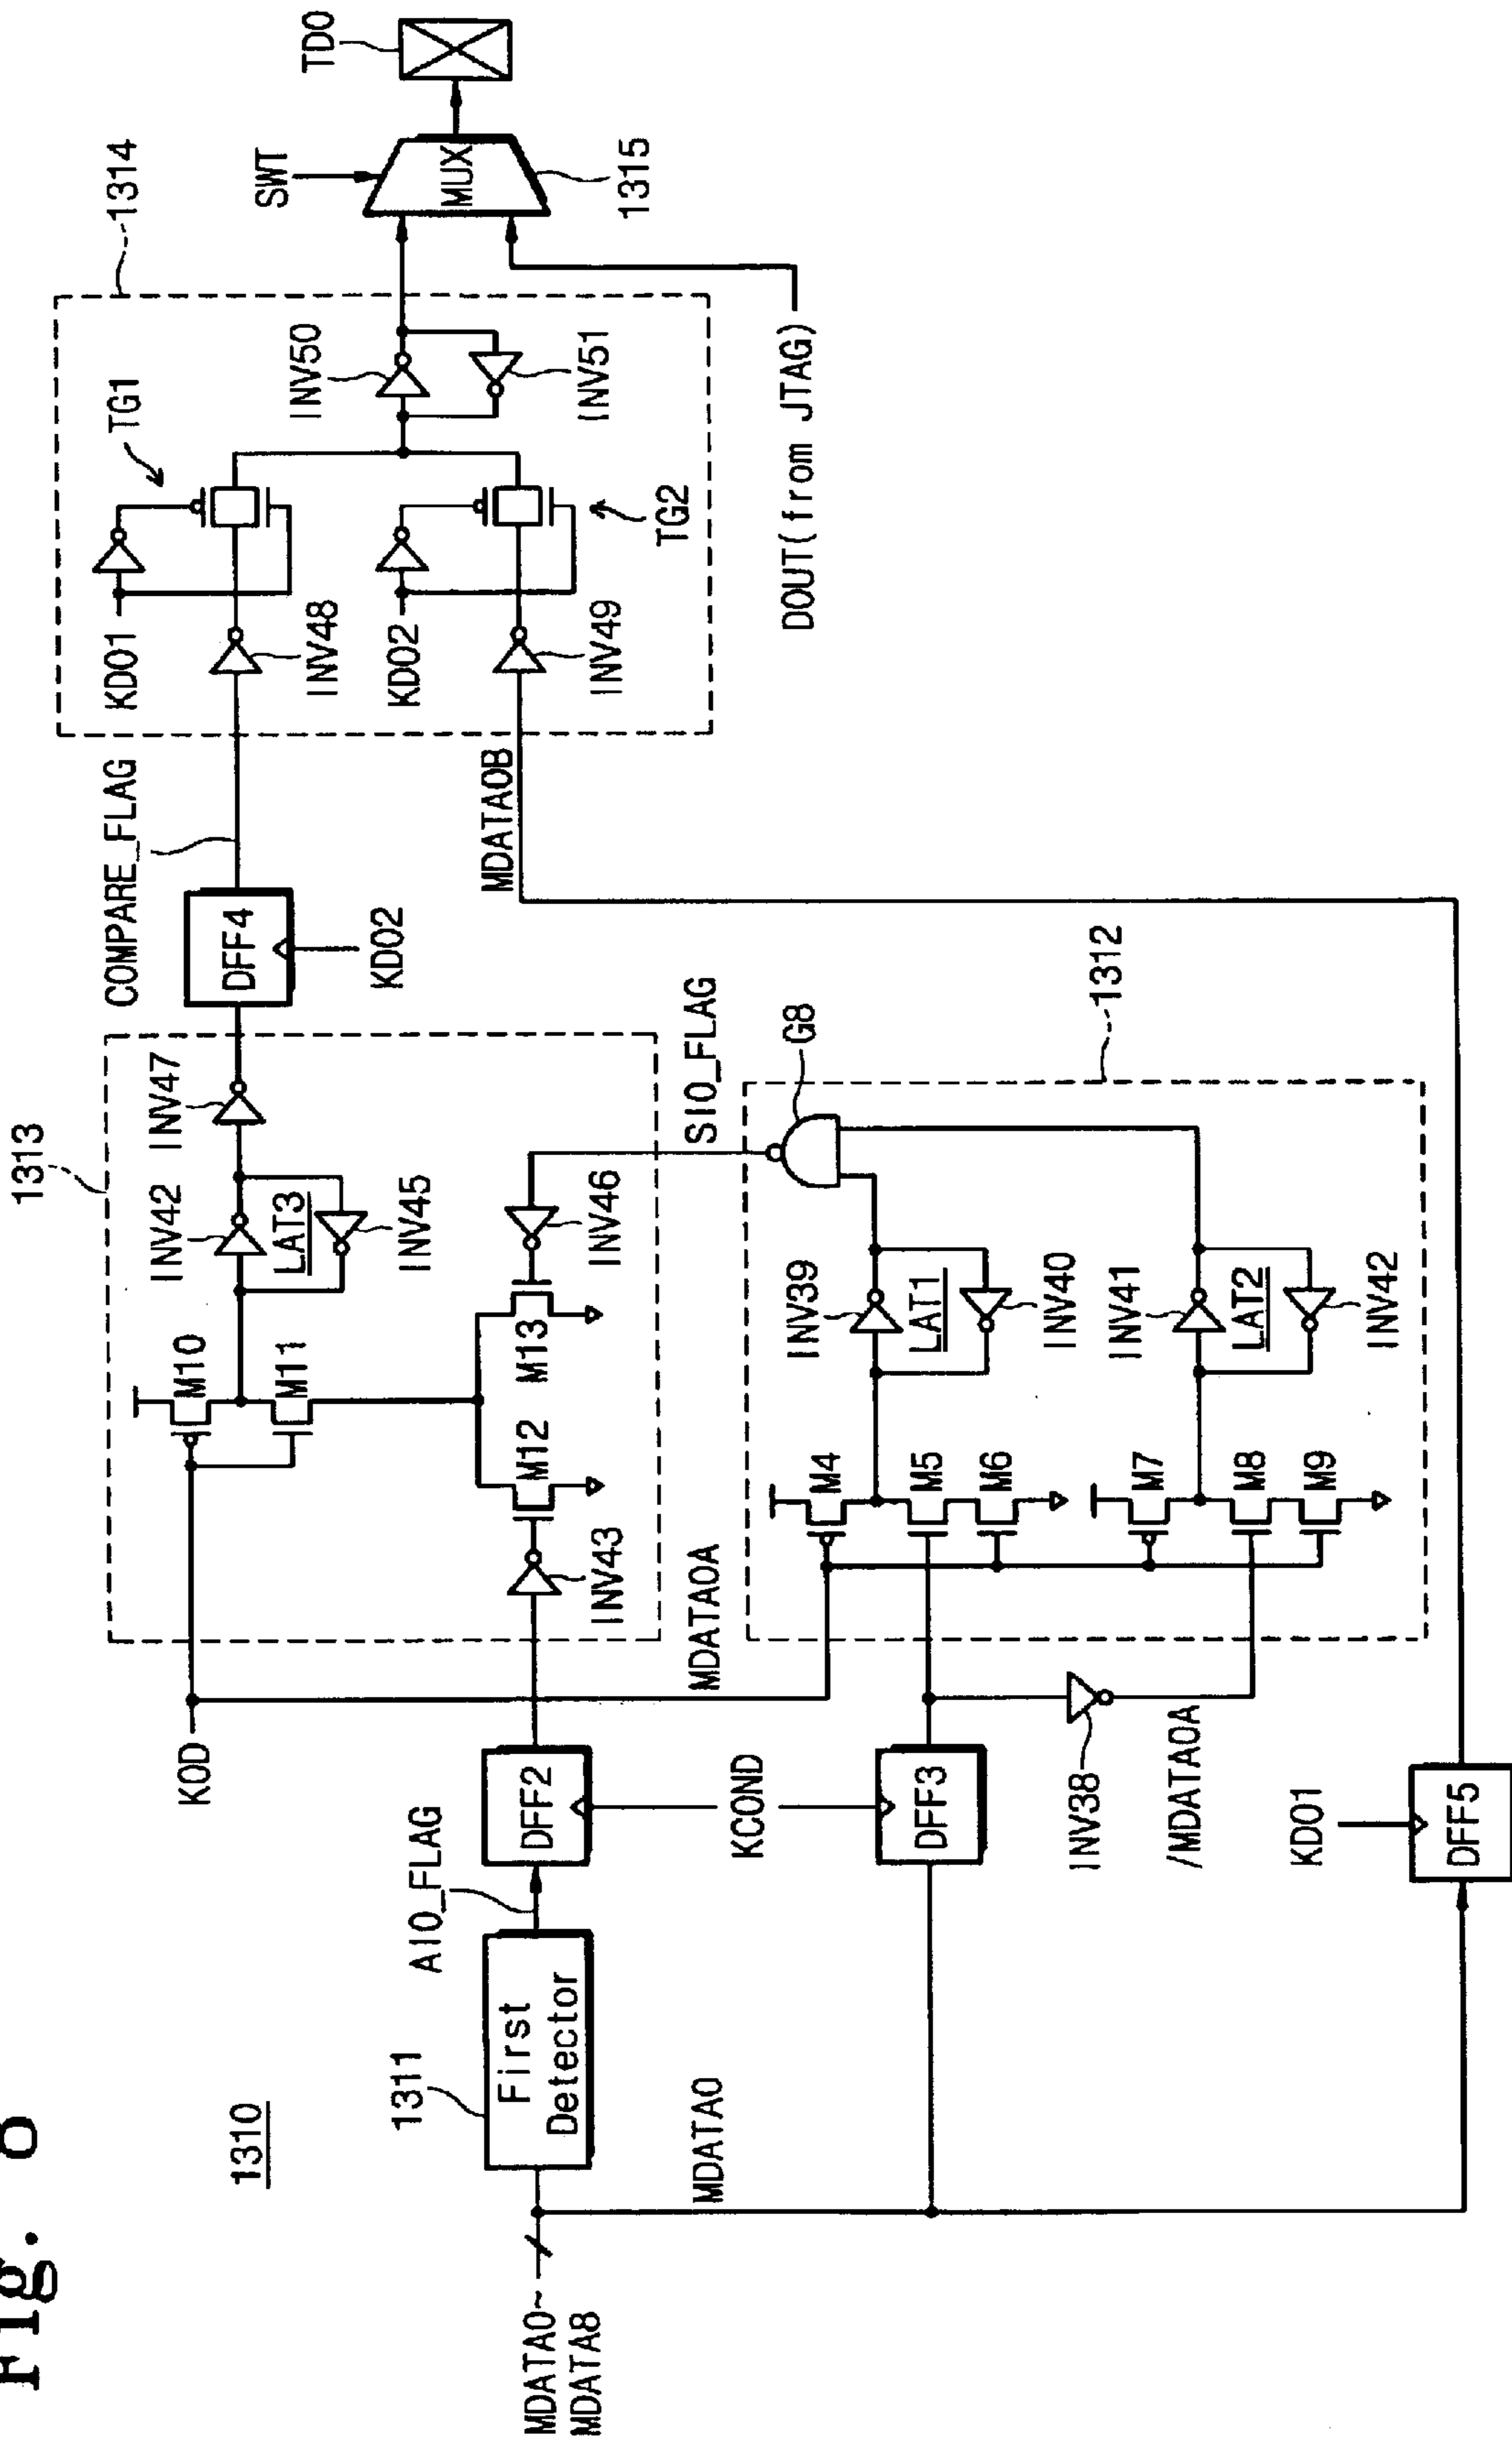 Fig. 8
1310
MDATA0~
MDATA8
MDATA0
1311
First
Detector
AIO_FLAG
DFF2
KCOND
DFF3
KD01
DFF5
KOD
MDATA0A
INV38
/MDATA0A
1313
M10
M11
INV42
LAT3
INV45
INV47
INV43
M12
M13
INV46
SIO_FLAG
1312
G8
M4
M5
M6
INV39
LAT1
INV40
M7
M8
M9
INV41
LAT2
INV42
COMPARE_FLAG
DFF4
KD02
MDATA0B
1314
KD01
TG1
INV48
KD02
TG2
INV49
INV50
INV51
DOUT(from JTAG)
SWT
MUX
1315
TDO